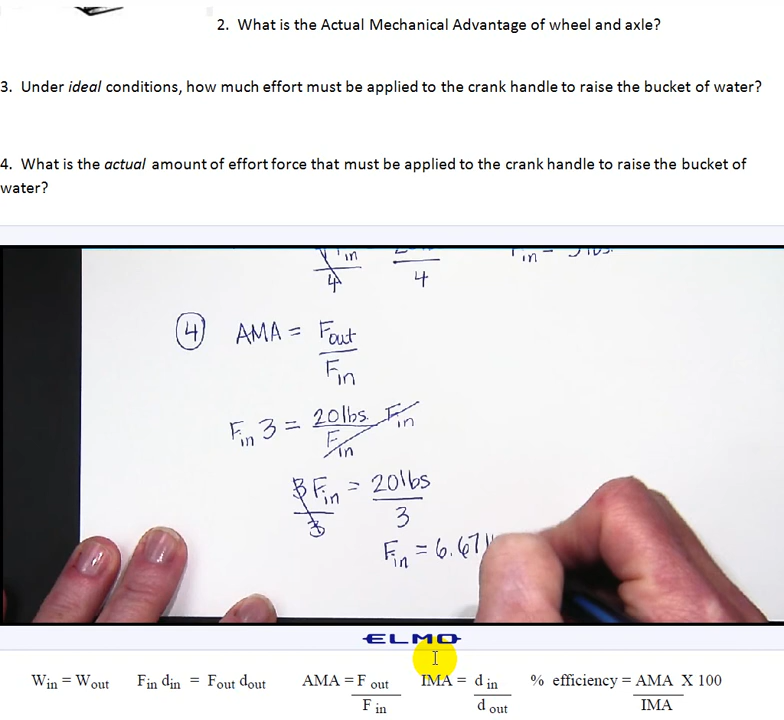 2. What is the Actual Mechanical Advantage of wheel and axle?
3. Under ideal conditions, how much effort must be applied to the crank handle to raise the bucket of water?
4. What is the actual amount of effort force that must be applied to the crank handle to raise the bucket of
water?
in
in =
4 4
4 AMA = Fout
Fin
Fin 3 = 20lbs. Fin
Fin
3Fin = 20lbs
3 3
Fin = 6.67
ELMO
Win = Wout Fin din = Fout dout AMA = F out IMA = d in % efficiency = AMA X 100
F in d out IMA